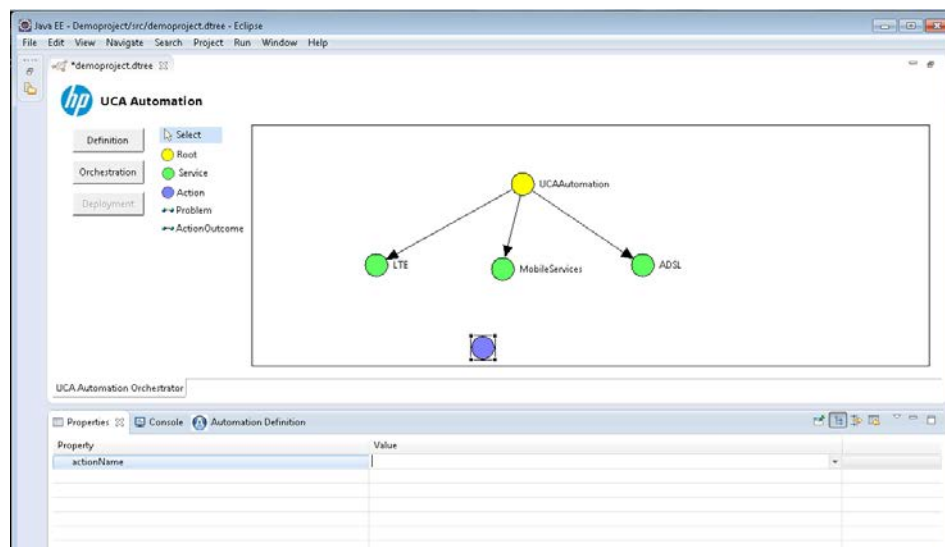 Java EE - Demoproject/src/demoproject.dtree - Eclipse
File Edit View Navigate Search Project Run Window Help
*demoproject.dtree
hp UCA Automation
Definition
Orchestration
Deployment
Select
Root
Service
Action
Problem
ActionOutcome
UCAAutomation
LTE
MobileServices
ADSL
UCA Automation Orchestrator
Properties Console Automation Definition
Property Value
actionName